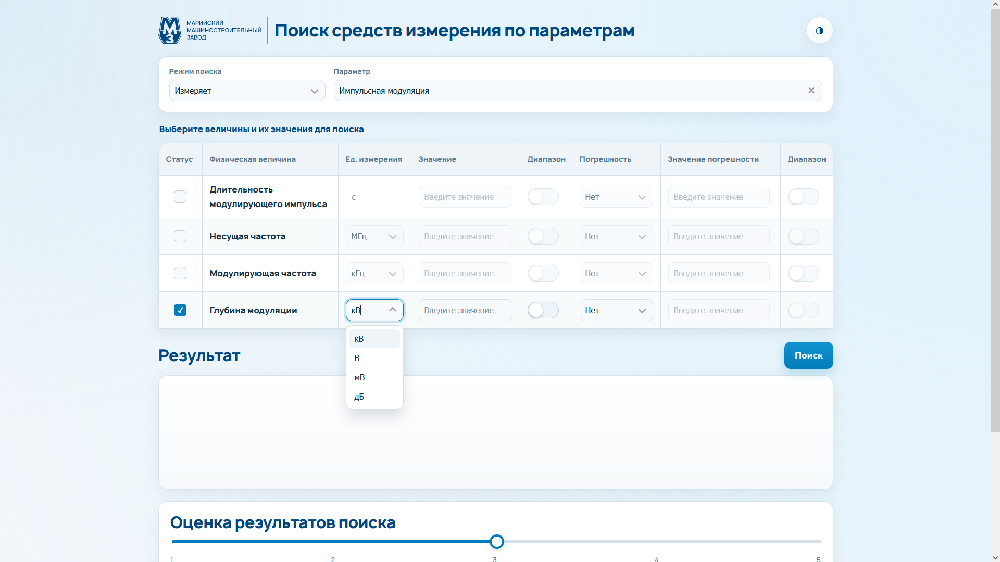 МАРИЙСКИЙ
МАШИНОСТРОИТЕЛЬНЫЙ
ЗАВОД
Поиск средств измерения по параметрам
Режим поиска
Параметр
Измеряет
Импульсная модуляция
Выберите величины и их значения для поиска
Статус
Физическая величина
Ед. измерения
Значение
Диапазон
Погрешность
Значение погрешности
Диапазон
Длительность
модулирующего импульса
с
Введите значение
Нет
Введите значение
Несущая частота
МГц
Введите значение
Нет
Введите значение
Модулирующая частота
кГц
Введите значение
Нет
Введите значение
Глубина модуляции
кВ
Введите значение
Нет
Введите значение
кВ
В
мВ
дБ
Результат
Поиск
Оценка результатов поиска
1
2
3
4
5